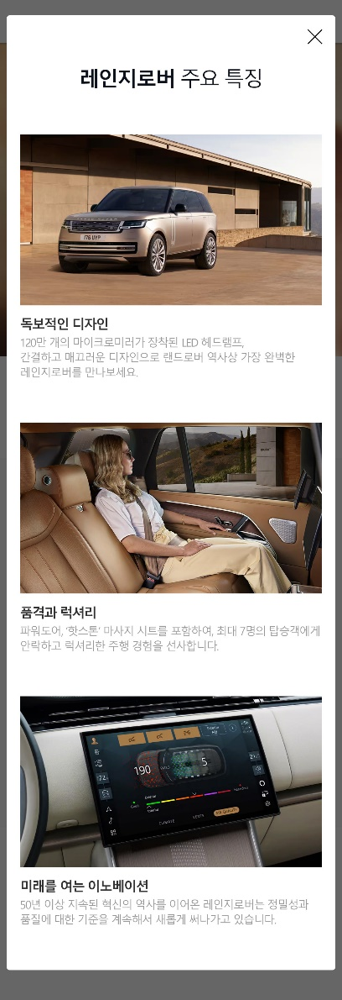 레인지로버 주요 특징
178 UYP
독보적인 디자인
120만 개의 마이크로미러가 장착된 LED 헤드램프,
간결하고 매끄러운 디자인으로 랜드로버 역사상 가장 완벽한
레인지로버를 만나보세요.
품격과 럭셔리
파워도어, ‘핫스톤’ 마사지 시트를 포함하여, 최대 7명의 탑승객에게
안락하고 럭셔리한 주행 경험을 선사합니다.
190
5
72
CLIMATE
VENTS
AIR QUALITY
미래를 여는 이노베이션
50년 이상 지속된 혁신의 역사를 이어온 레인지로버는 정밀성과
품질에 대한 기준을 계속해서 새롭게 써나가고 있습니다.